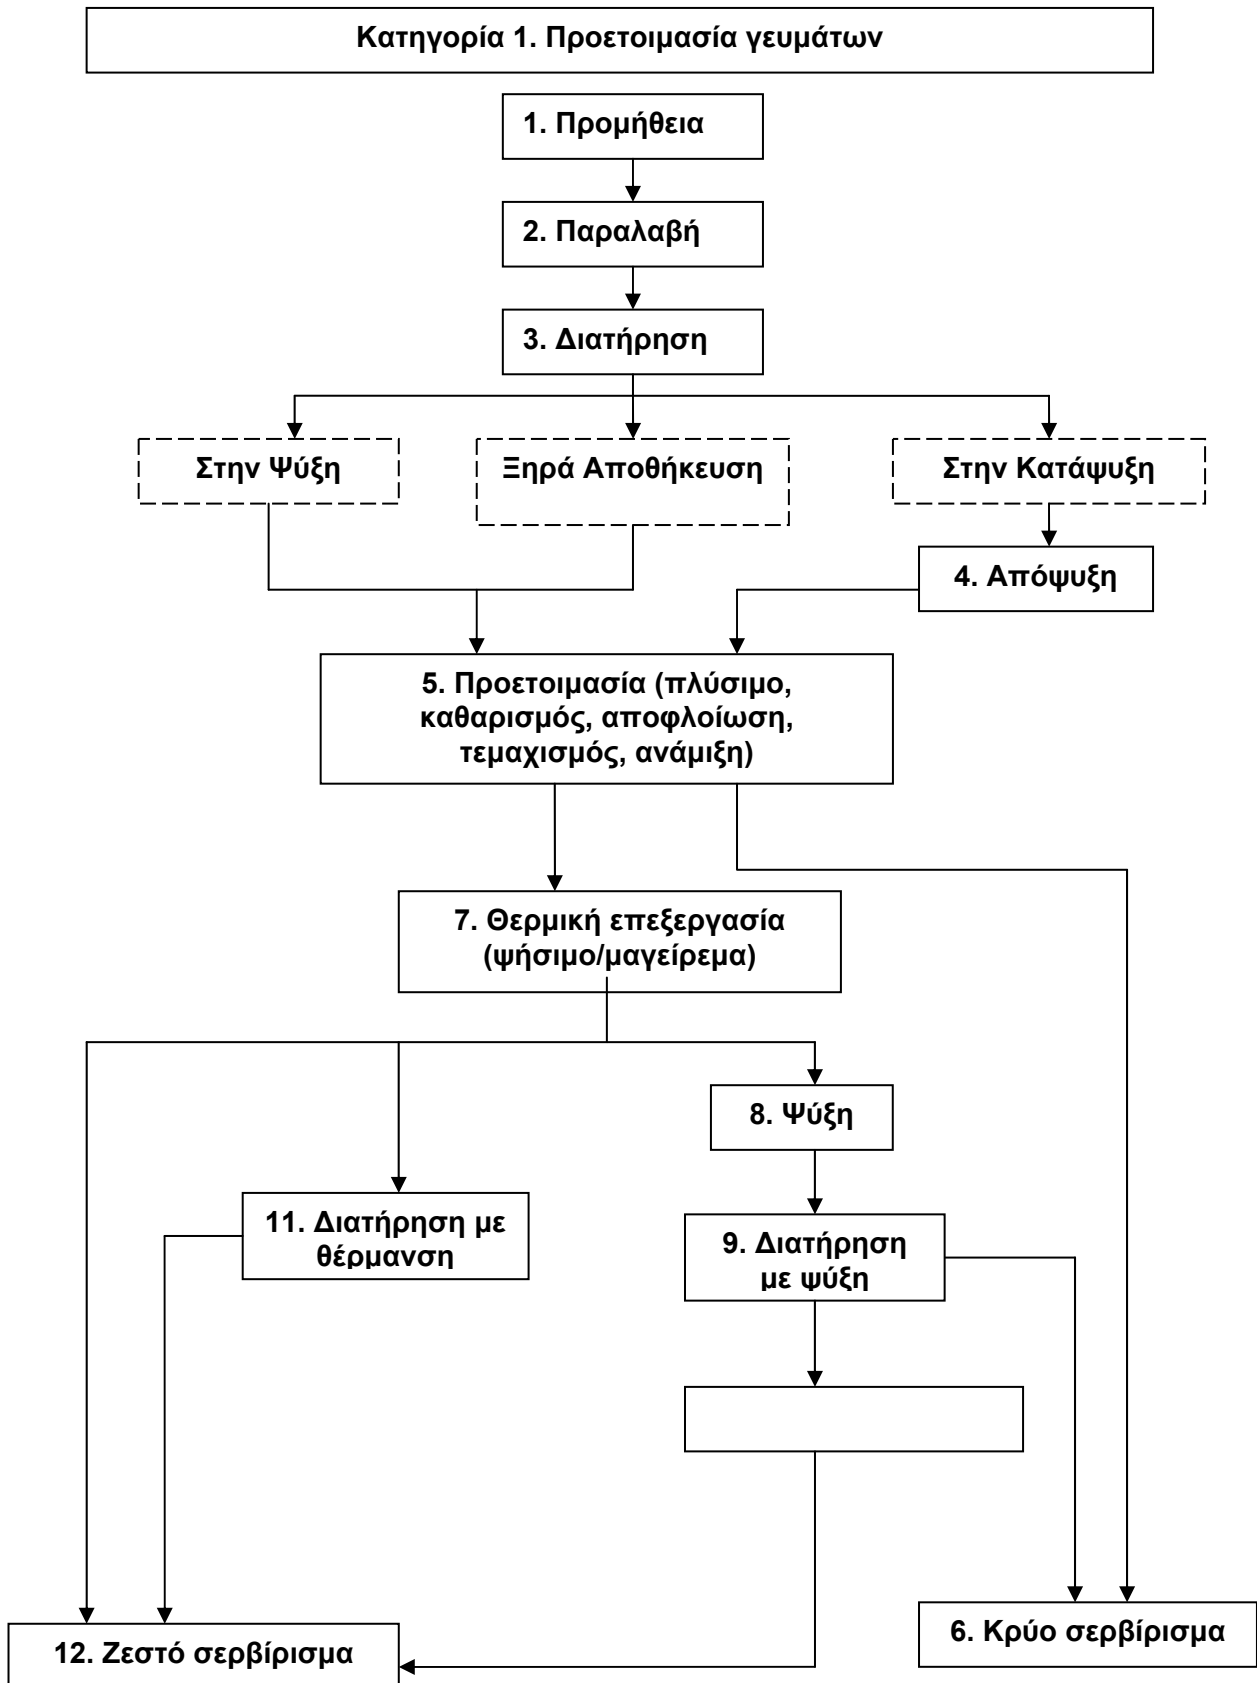 Κατηγορία 1. Προετοιμασία γευμάτων
1. Προμήθεια
2. Παραλαβή
3. Διατήρηση
Στην Ψύξη
Ξηρά Αποθήκευση
Στην Κατάψυξη
4. Απόψυξη
5. Προετοιμασία (πλύσιμο,
καθαρισμός, αποφλοίωση,
τεμαχισμός, ανάμιξη)
7. Θερμική επεξεργασία
(ψήσιμο/μαγείρεμα)
8. Ψύξη
11. Διατήρηση με
θέρμανση
9. Διατήρηση
με ψύξη
6. Κρύο σερβίρισμα
12. Ζεστό σερβίρισμα